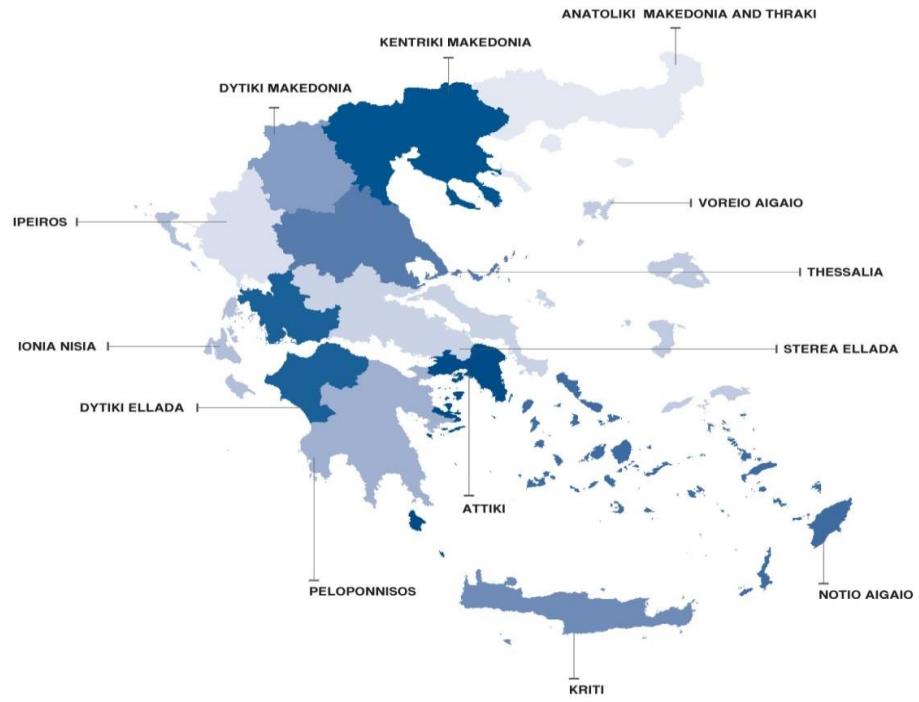 ANATOLIKI MAKEDONIA AND THRAKI
KENTRIKI MAKEDONIA
DYTIKI MAKEDONIA
VOREIO AIGAIO
IPEIROS
THESSALIA
IONIA NISIA
STEREA ELLADA
DYTIKI ELLADA
ATTIKI
PELOPONNISOS
NOTIO AIGAIO
KRITI